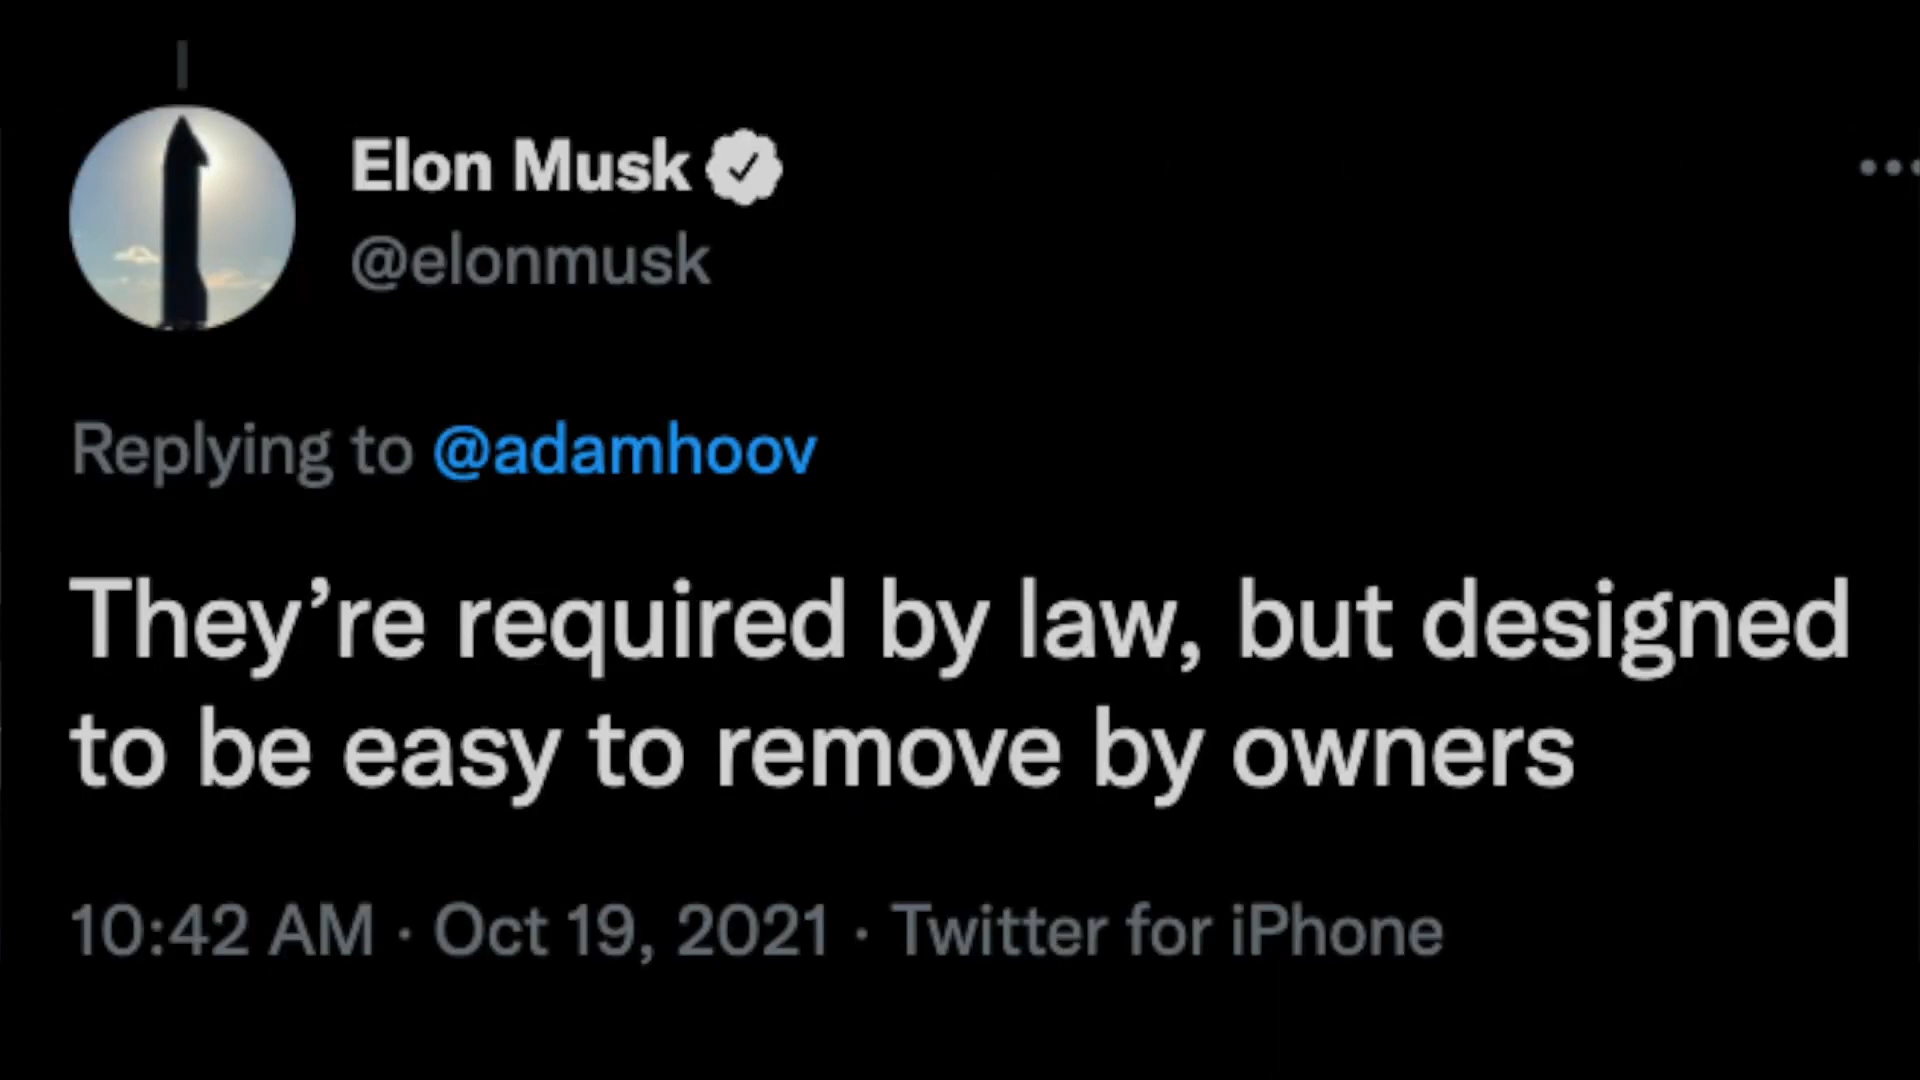 Elon Musk
@elonmusk
Replying to @adamhoov
They’re required by law, but designed
to be easy to remove by owners
10:42 AM · Oct 19, 2021 · Twitter for iPhone